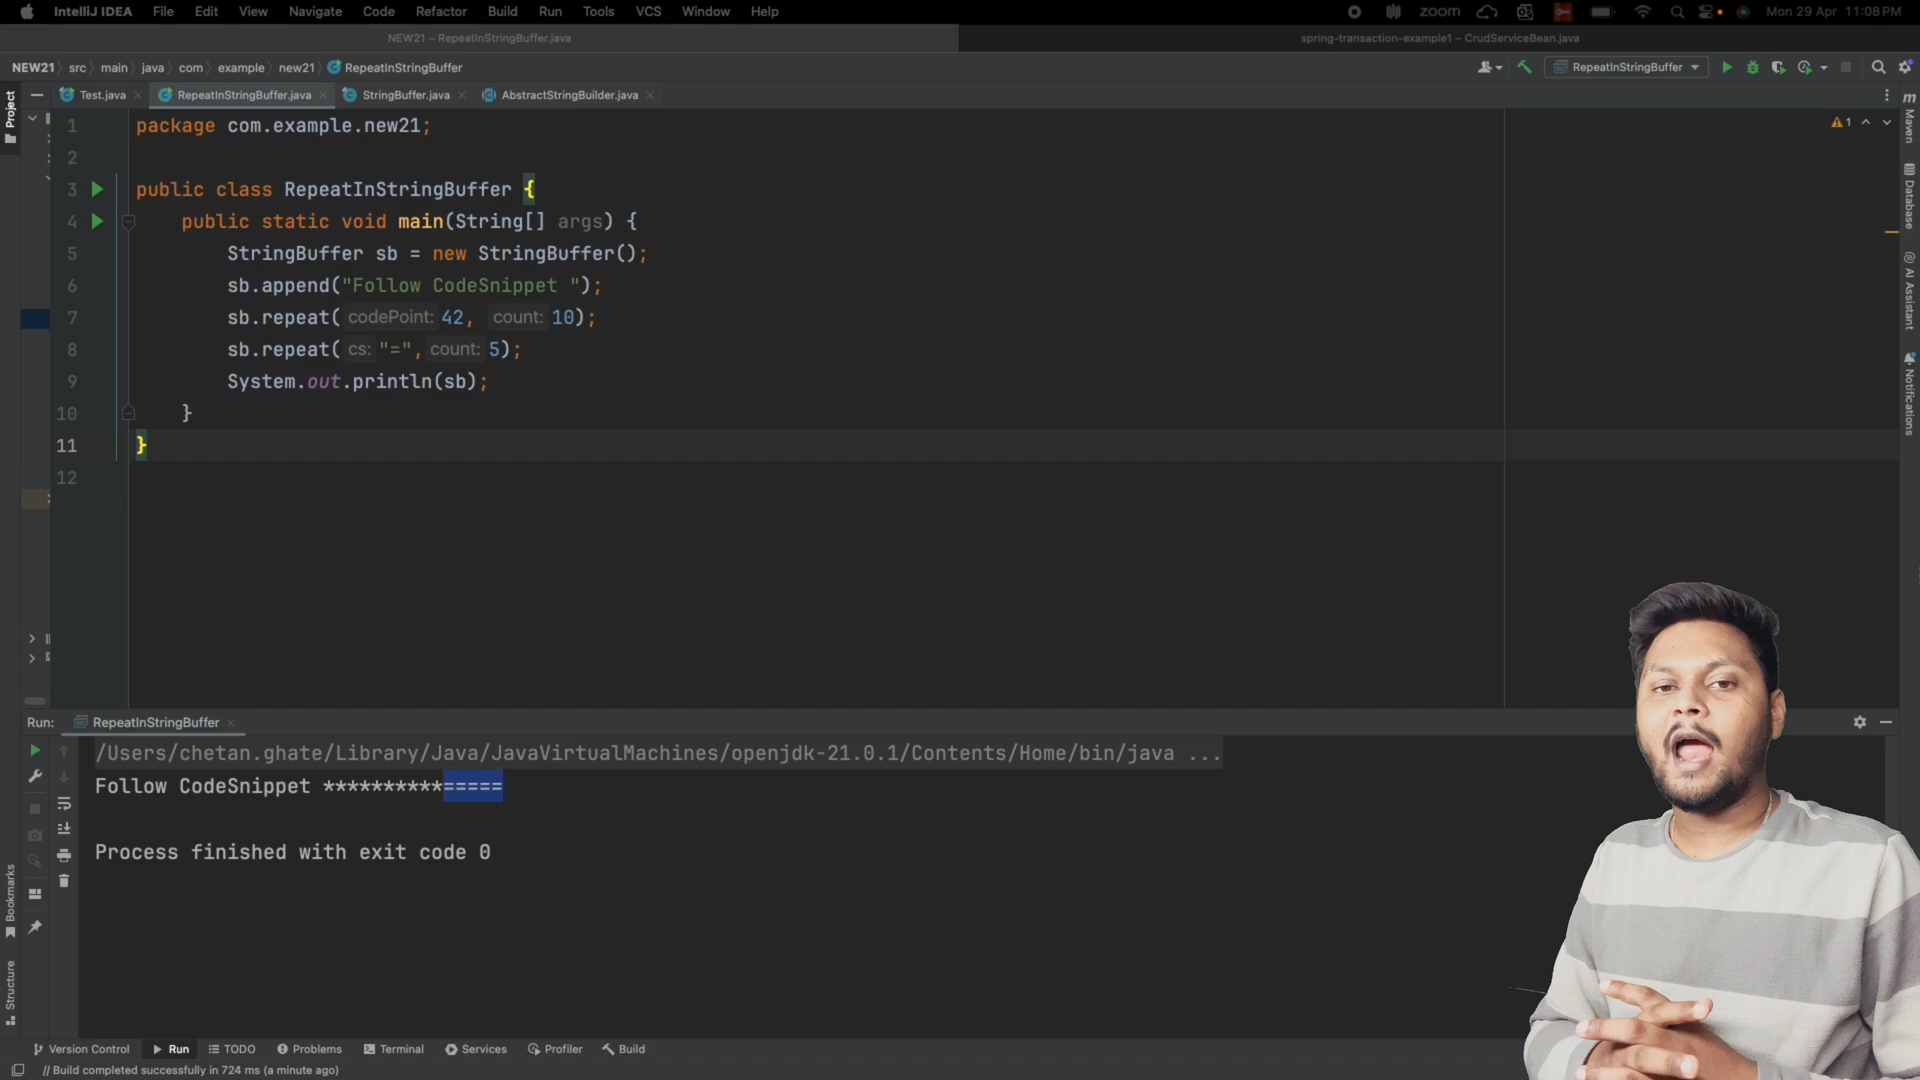 IntelliJ IDEA File Edit View Navigate Code Refactor Build Run Tools VCS Window Help zoom Mon 29 Apr 11:08 PM
NEW21 – RepeatInStringBuffer.java spring-transaction-example1 – CrudServiceBean.java
NEW21 src main java com example new21 RepeatInStringBuffer RepeatInStringBuffer
Test.java RepeatInStringBuffer.java StringBuffer.java AbstractStringBuilder.java
Project
Maven
Database
AI Assistant
Notifications
1
1 package com.example.new21;
2
3 public class RepeatInStringBuffer {
4 public static void main(String[] args) {
5 StringBuffer sb = new StringBuffer();
6 sb.append("Follow CodeSnippet ");
7 sb.repeat( codePoint: 42, count: 10);
8 sb.repeat( cs: "=", count: 5);
9 System.out.println(sb);
10 }
11 }
12
Run: RepeatInStringBuffer
/Users/chetan.ghate/Library/Java/JavaVirtualMachines/openjdk-21.0.1/Contents/Home/bin/java ...
Follow CodeSnippet **********=====
Process finished with exit code 0
Bookmarks
Structure
Version Control Run TODO Problems Terminal Services Profiler Build
// Build completed successfully in 724 ms (a minute ago)